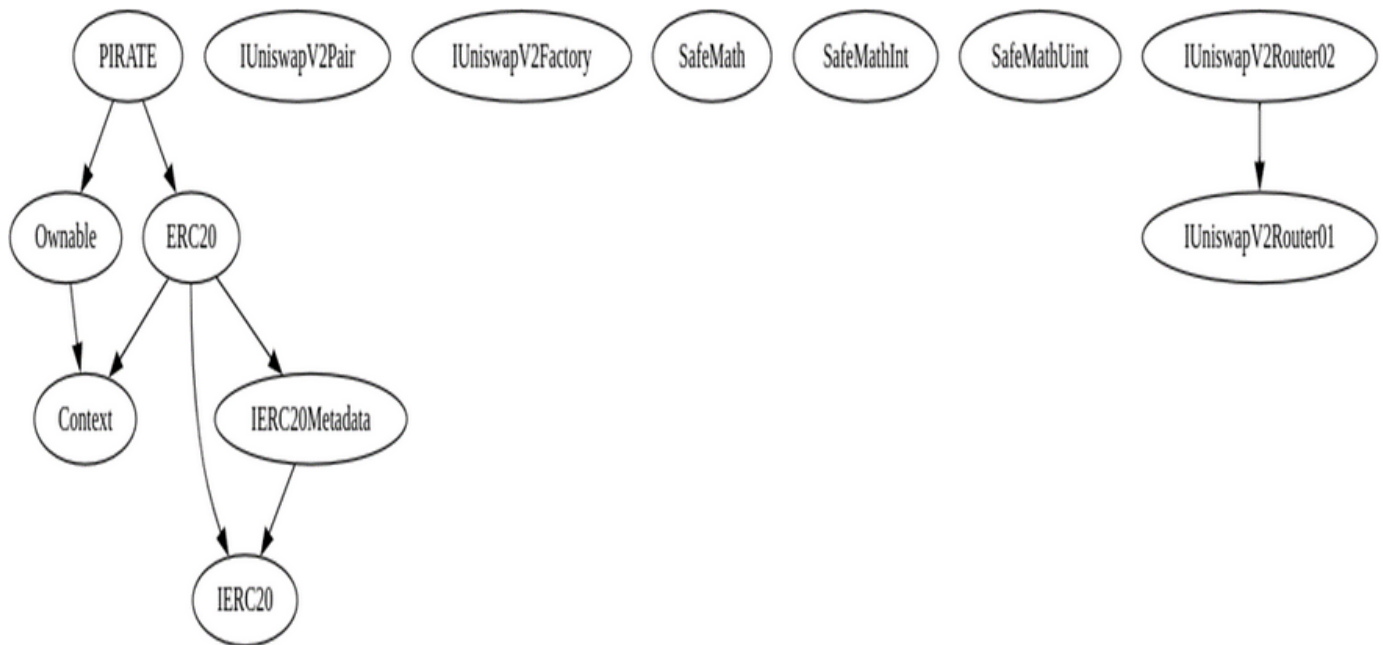 PIRATE
IUniswapV2Pair
IUniswapV2Factory
SafeMath
SafeMathInt
SafeMathUint
IUniswapV2Router02
Ownable
ERC20
IUniswapV2Router01
Context
IERC20Metadata
IERC20